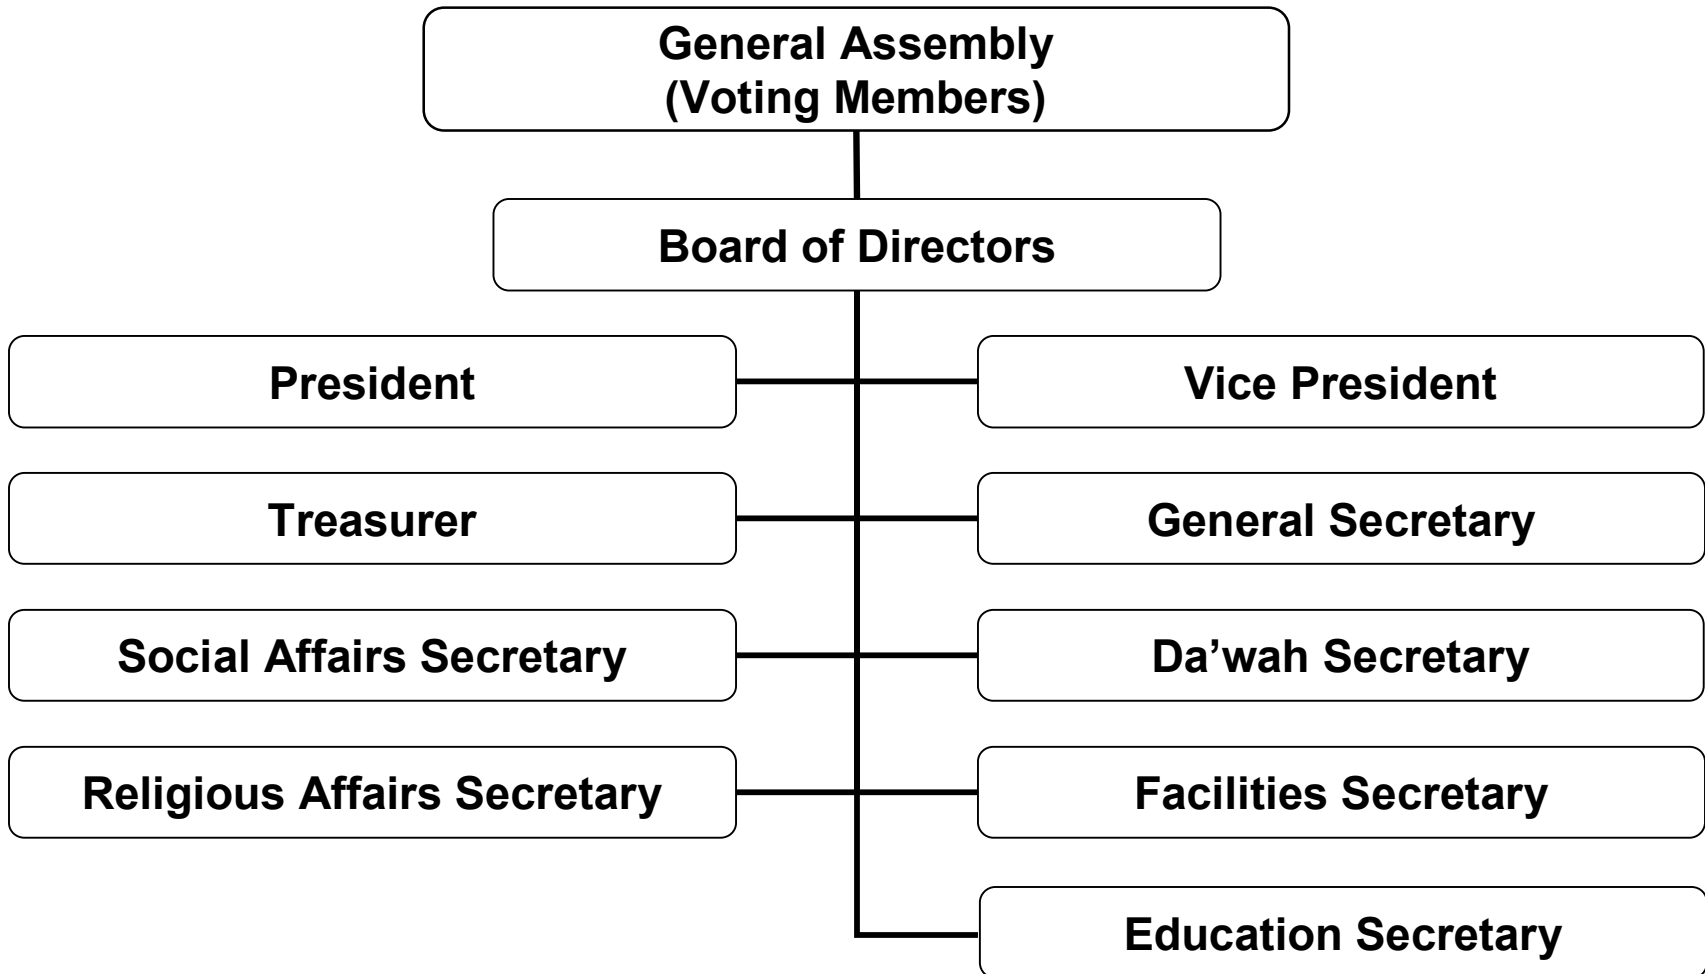 General Assembly
(Voting Members)
Board of Directors
President
Vice President
Treasurer
General Secretary
Social Affairs Secretary
Da’wah Secretary
Religious Affairs Secretary
Facilities Secretary
Education Secretary